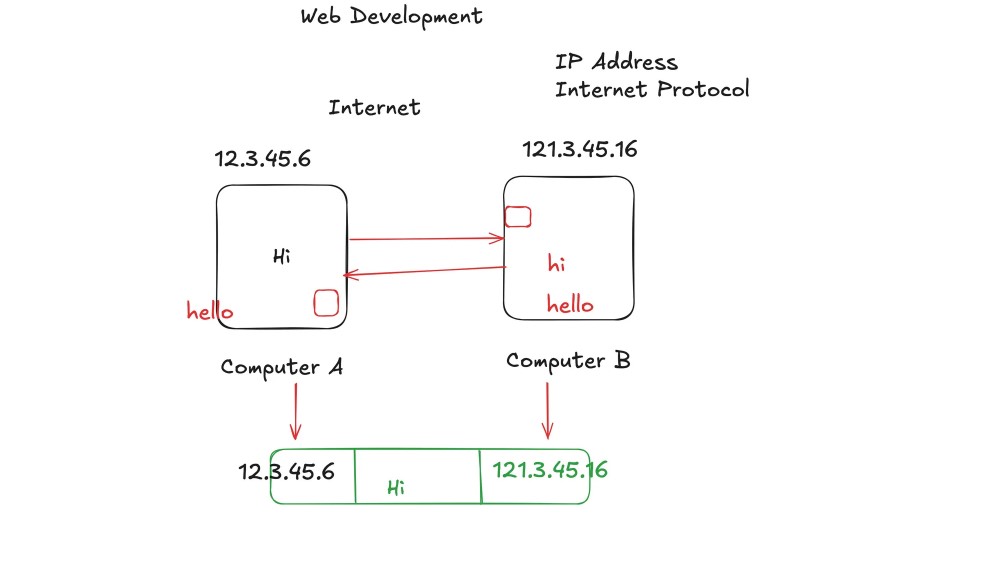 Web Development
IP Address
Internet Protocol
Internet
12.3.45.6
121.3.45.16
Hi
hi
hello
hello
Computer A
Computer B
12.3.45.6
Hi
121.3.45.16